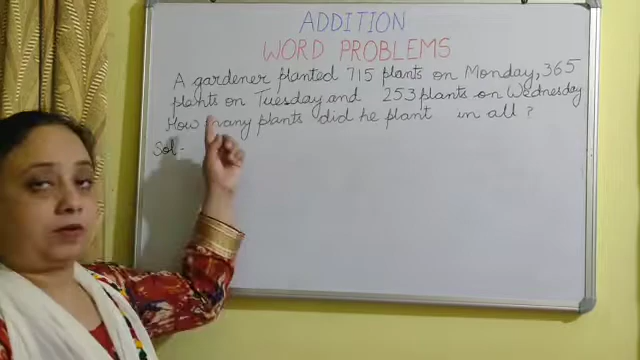 ADDITION
WORD PROBLEMS
A gardener planted 715 plants on Monday, 365
plants on Tuesday and 253 plants on Wednesday
How many plants did he plant in all ?
Sol -